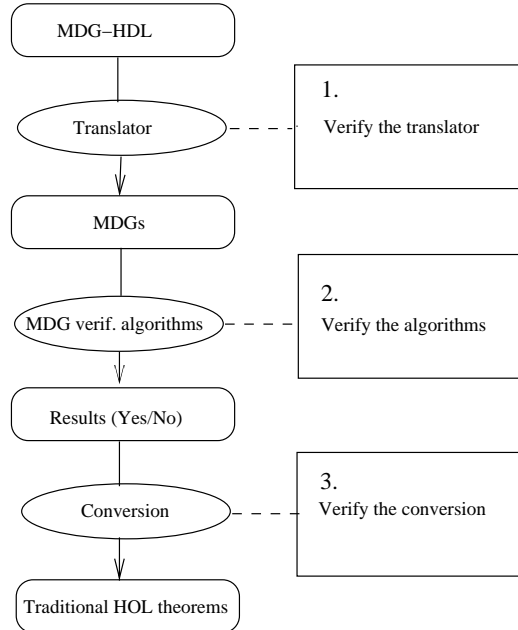 MDG–HDL
1.
Translator
Verify the translator
MDGs
2.
MDG verif. algorithms
Verify the algorithms
Results (Yes/No)
3.
Conversion
Verify the conversion
Traditional HOL theorems